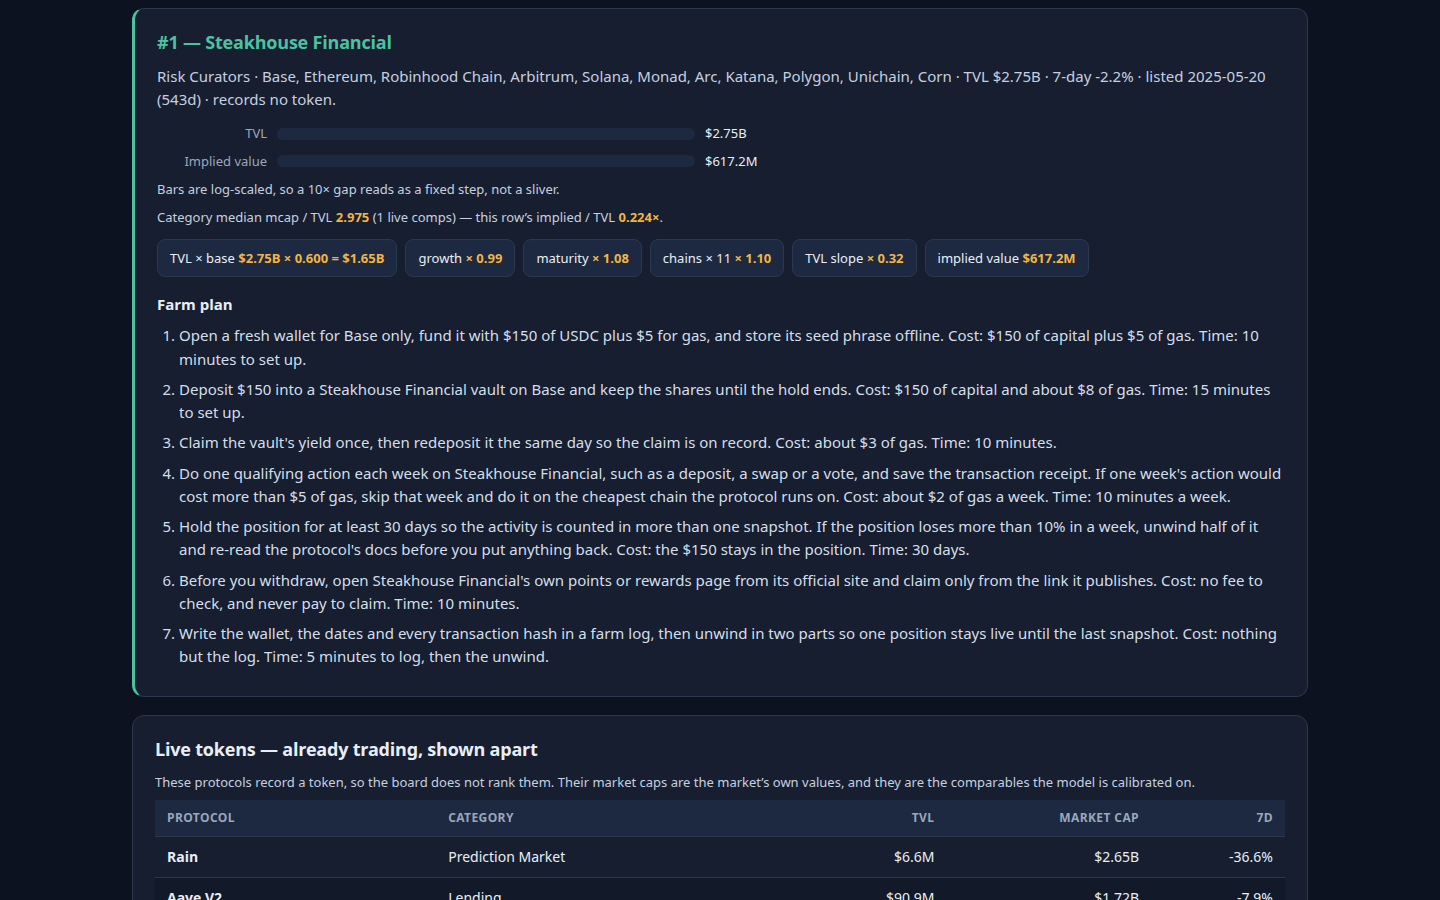 #1 — Steakhouse Financial
Risk Curators · Base, Ethereum, Robinhood Chain, Arbitrum, Solana, Monad, Arc, Katana, Polygon, Unichain, Corn · TVL $2.75B · 7-day -2.2% · listed 2025-05-20
(543d) · records no token.
TVL $2.75B
Implied value $617.2M
Bars are log-scaled, so a 10× gap reads as a fixed step, not a sliver.
Category median mcap / TVL 2.975 (1 live comps) — this row's implied / TVL 0.224×.
TVL × base $2.75B × 0.600 = $1.65B growth × 0.99 maturity × 1.08 chains × 11 × 1.10 TVL slope × 0.32 implied value $617.2M
Farm plan
1. Open a fresh wallet for Base only, fund it with $150 of USDC plus $5 for gas, and store its seed phrase offline. Cost: $150 of capital plus $5 of gas. Time: 10
minutes to set up.
2. Deposit $150 into a Steakhouse Financial vault on Base and keep the shares until the hold ends. Cost: $150 of capital and about $8 of gas. Time: 15 minutes
to set up.
3. Claim the vault's yield once, then redeposit it the same day so the claim is on record. Cost: about $3 of gas. Time: 10 minutes.
4. Do one qualifying action each week on Steakhouse Financial, such as a deposit, a swap or a vote, and save the transaction receipt. If one week's action would
cost more than $5 of gas, skip that week and do it on the cheapest chain the protocol runs on. Cost: about $2 of gas a week. Time: 10 minutes a week.
5. Hold the position for at least 30 days so the activity is counted in more than one snapshot. If the position loses more than 10% in a week, unwind half of it
and re-read the protocol's docs before you put anything back. Cost: the $150 stays in the position. Time: 30 days.
6. Before you withdraw, open Steakhouse Financial's own points or rewards page from its official site and claim only from the link it publishes. Cost: no fee to
check, and never pay to claim. Time: 10 minutes.
7. Write the wallet, the dates and every transaction hash in a farm log, then unwind in two parts so one position stays live until the last snapshot. Cost: nothing
but the log. Time: 5 minutes to log, then the unwind.
Live tokens — already trading, shown apart
These protocols record a token, so the board does not rank them. Their market caps are the market's own values, and they are the comparables the model is calibrated on.
PROTOCOL CATEGORY TVL MARKET CAP 7D
Rain Prediction Market $6.6M $2.65B -36.6%
Aave V2 Lending $90.9M $1.72B -7.9%